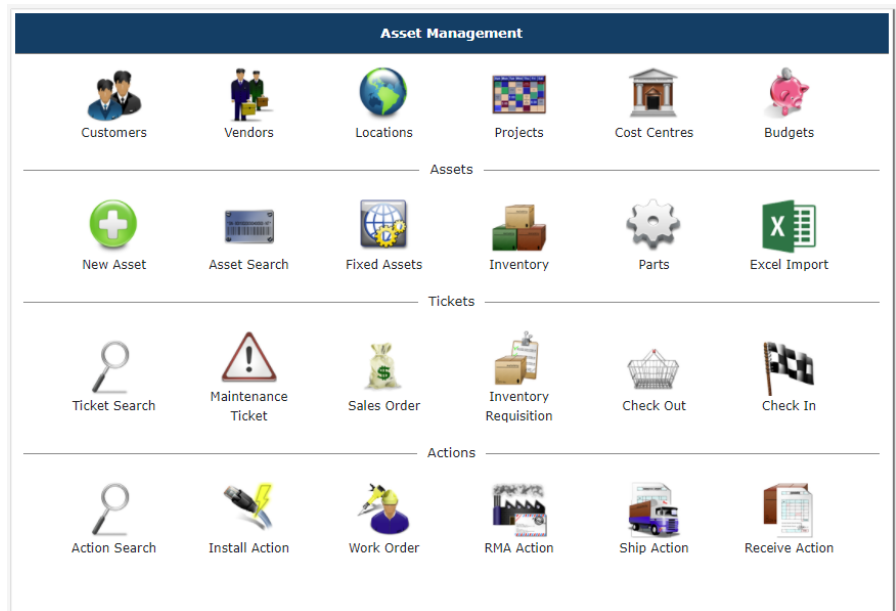 Asset Management
Customers Vendors Locations Projects Cost Centres Budgets
Assets
New Asset Asset Search Fixed Assets Inventory Parts Excel Import
Tickets
Ticket Search Maintenance Ticket Sales Order Inventory Requisition Check Out Check In
Actions
Action Search Install Action Work Order RMA Action Ship Action Receive Action